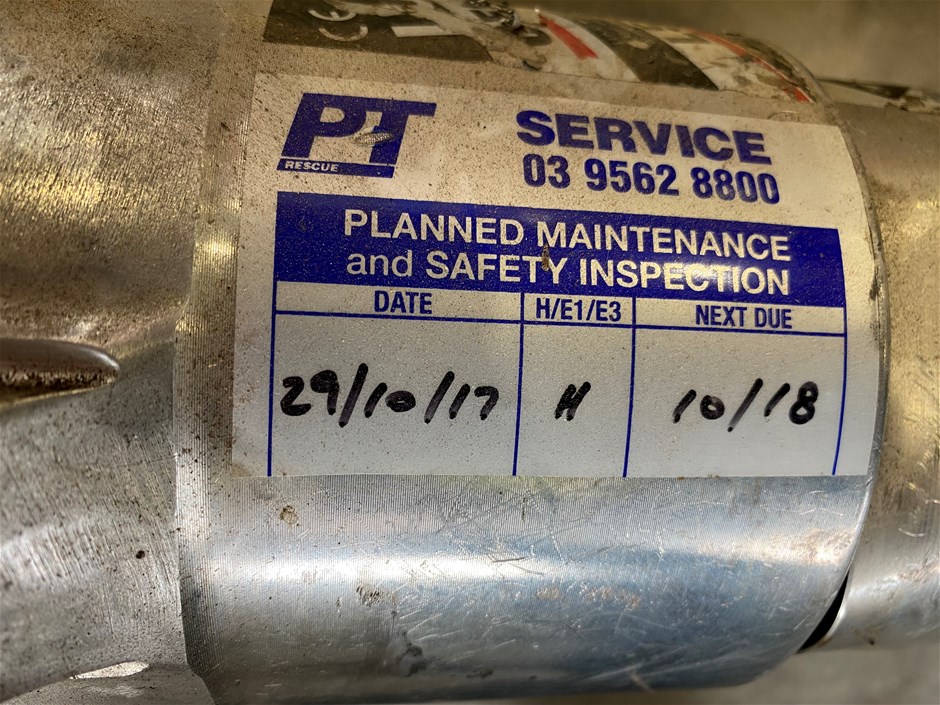 CE
PT
RESCUE
SERVICE
03 9562 8800
PLANNED MAINTENANCE
and SAFETY INSPECTION
DATE H/E1/E3 NEXT DUE
29/10/17 H 10/18